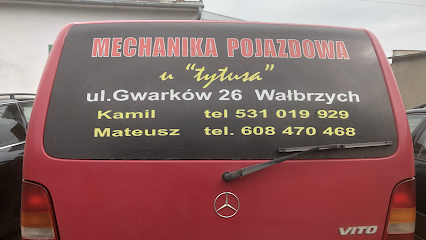 MECHANIKA POJAZDOWA
u "tytusa"
ul.Gwarków 26 Wałbrzych
Kamil tel 531 019 929
Mateusz tel. 608 470 468
VITO